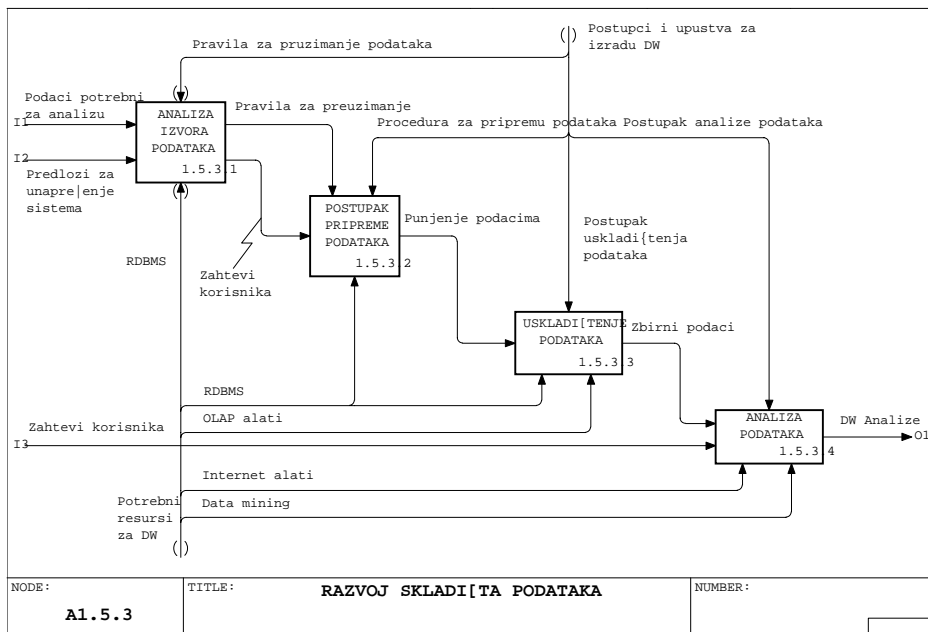 Postupci i upustva za
izradu DW
Pravila za pruzimanje podataka
Podaci potrebni
za analizu
I1
ANALIZA
IZVORA
PODATAKA
1.5.3.1
Pravila za preuzimanje
Procedura za pripremu podataka
Postupak analize podataka
I2
Predlozi za
unapre|enje
sistema
POSTUPAK
PRIPREME
PODATAKA
1.5.3.2
Punjenje podacima
Postupak
uskladi{tenja
podataka
RDBMS
Zahtevi
korisnika
USKLADI[TENJE
PODATAKA
1.5.3.3
Zbirni podaci
RDBMS
OLAP alati
Zahtevi korisnika
I3
ANALIZA
PODATAKA
1.5.3.4
DW Analize
O1
Internet alati
Potrebni
resursi
za DW
Data mining
NODE:
A1.5.3
TITLE:
RAZVOJ SKLADI[TA PODATAKA
NUMBER: